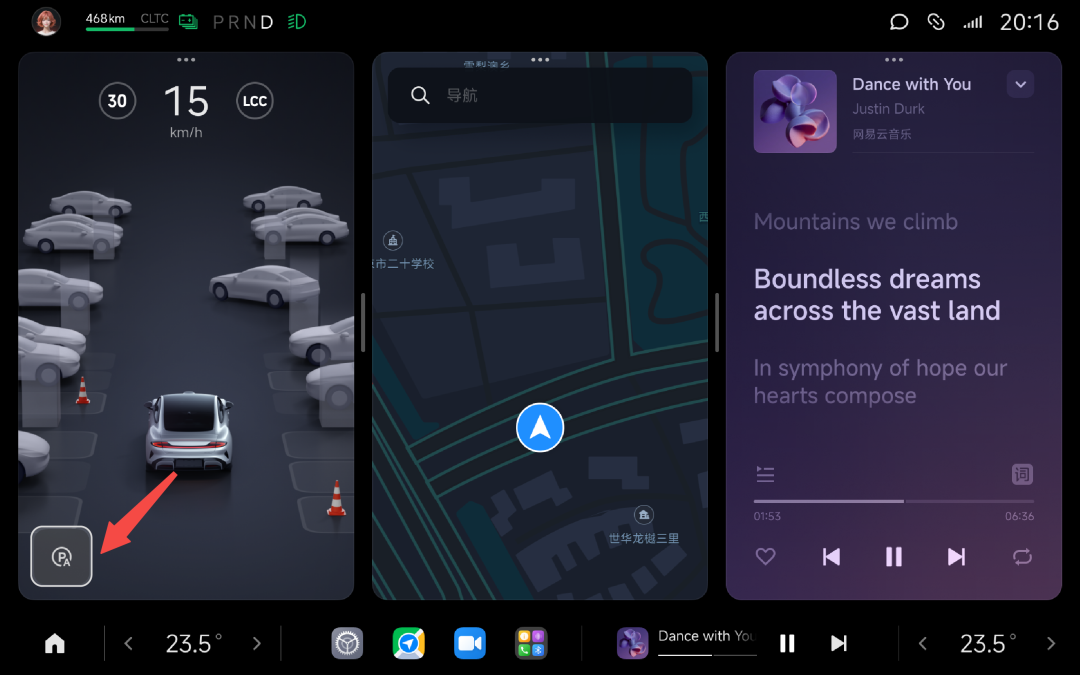 468km CLTC PRND 20:16
30 15 LCC
km/h
导航
市二十学校
西
世华龙樾三里
PA
Dance with You
Justin Durk
网易云音乐
Mountains we climb
Boundless dreams
across the vast land
In symphony of hope our
hearts compose
词
01:53 06:36
23.5°
Dance with You
23.5°